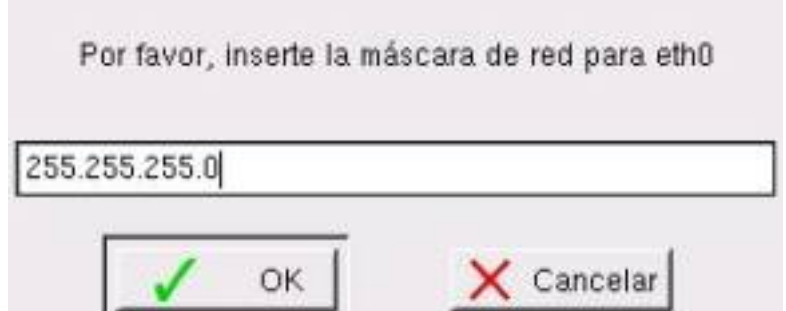 Por favor, inserte la máscara de red para eth0
255.255.255.0
OK
Cancelar